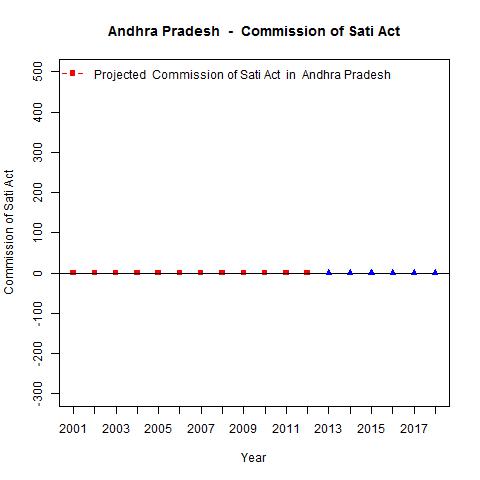 Andhra Pradesh - Commission of Sati Act
Projected Commission of Sati Act in Andhra Pradesh
500
400
300
200
100
0
-100
-200
-300
Commission of Sati Act
2001 2003 2005 2007 2009 2011 2013 2015 2017
Year